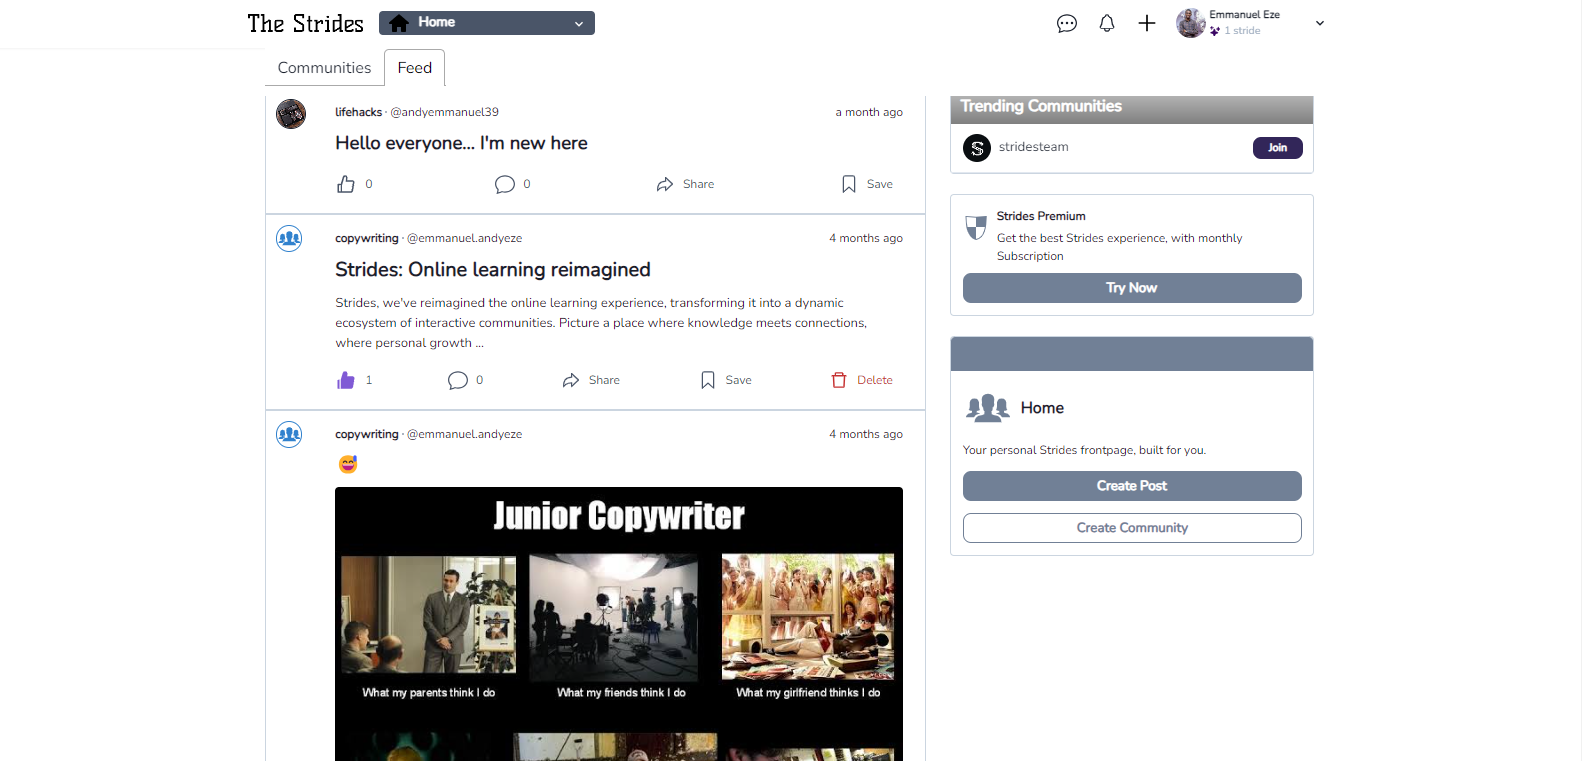 The Strides
Home
Emmanuel Eze
1 stride
Communities
Feed
lifehacks · @andyemmanuel39
a month ago
Hello everyone... I'm new here
0
0
Share
Save
copywriting · @emmanuel.andyeze
4 months ago
Strides: Online learning reimagined
Strides, we've reimagined the online learning experience, transforming it into a dynamic
ecosystem of interactive communities. Picture a place where knowledge meets connections,
where personal growth ...
1
0
Share
Save
Delete
copywriting · @emmanuel.andyeze
4 months ago
Junior Copywriter
What my parents think I do
What my friends think I do
What my girlfriend thinks I do
Trending Communities
stridesteam
Join
Strides Premium
Get the best Strides experience, with monthly
Subscription
Try Now
Home
Your personal Strides frontpage, built for you.
Create Post
Create Community